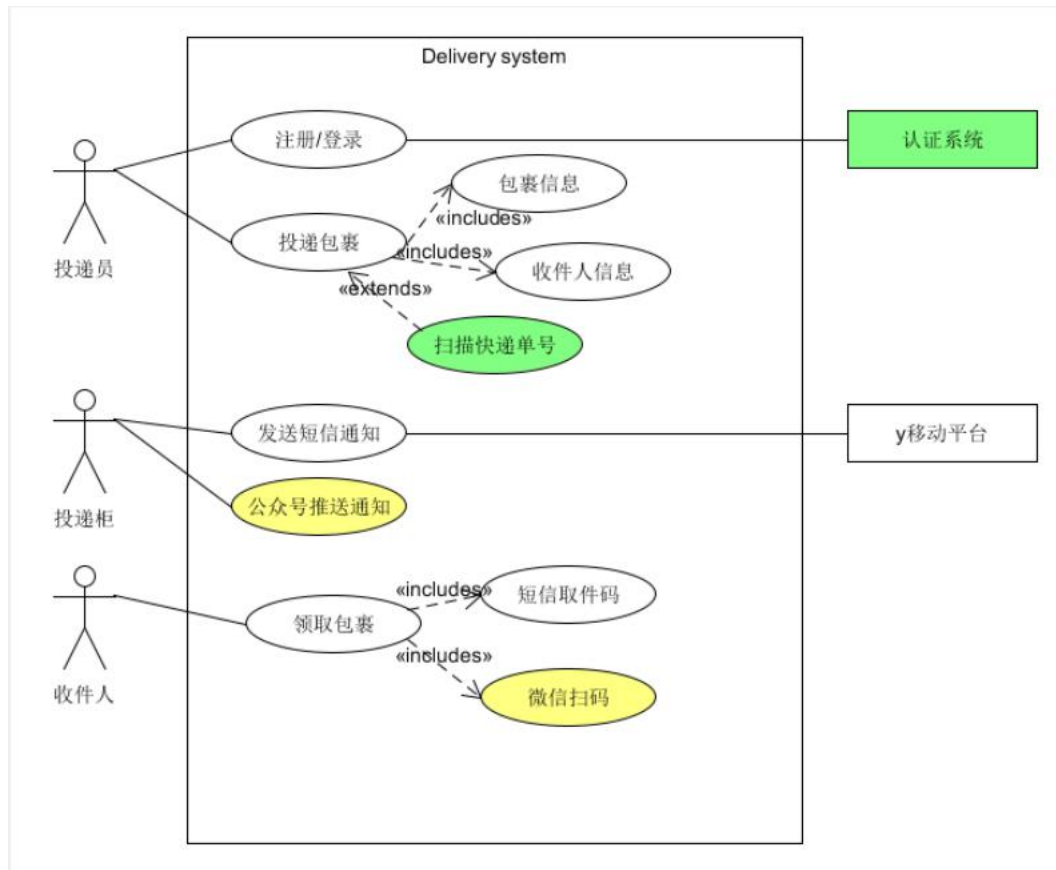 Delivery system
注册/登录
认证系统
包裹信息
«includes»
投递包裹
«includes»
收件人信息
投递员
«extends»
扫描快递单号
发送短信通知
y移动平台
公众号推送通知
投递柜
«includes»
短信取件码
领取包裹
«includes»
收件人
微信扫码